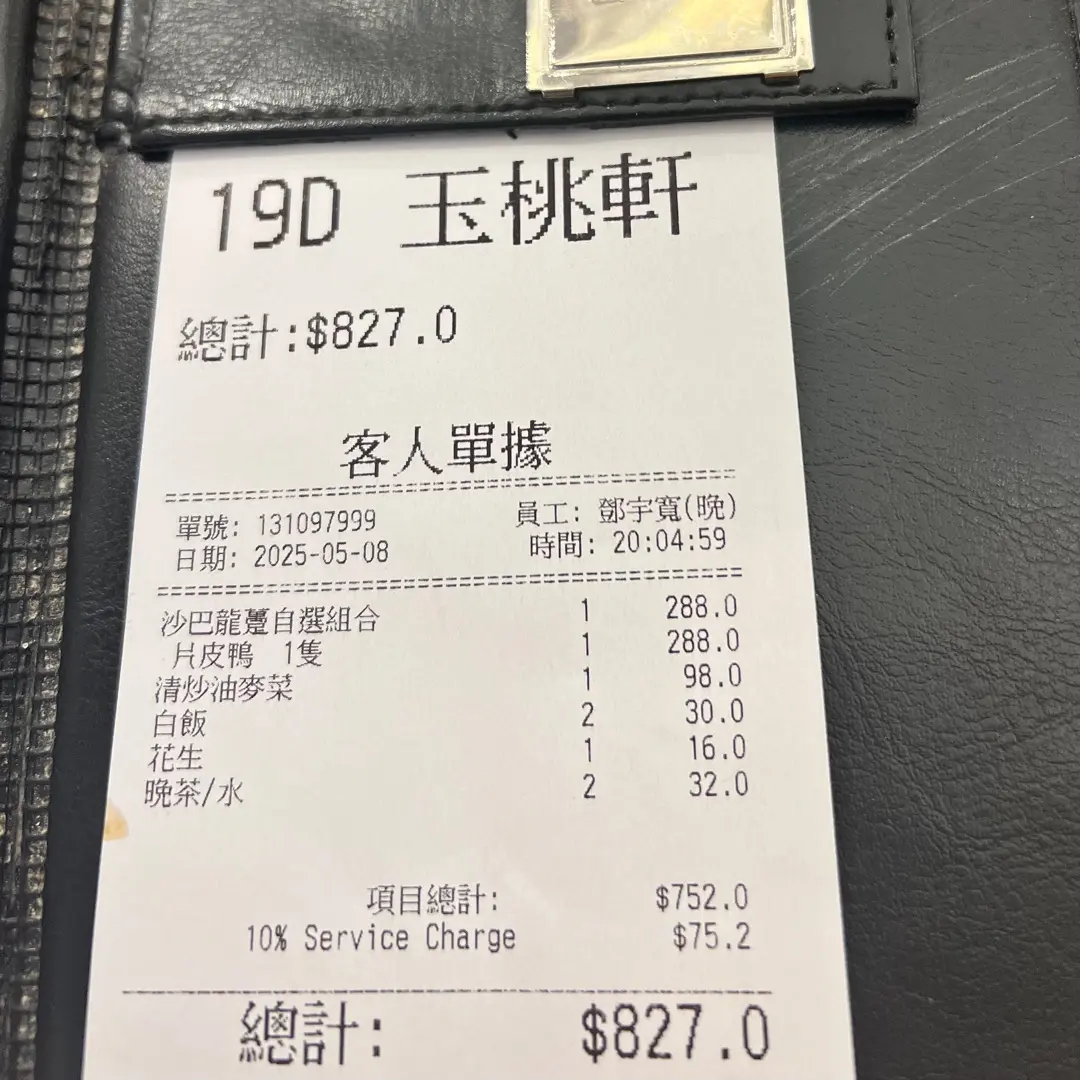 19D 玉桃軒
總計:$827.0
客人單據
單號: 131097999 員工: 鄧宇寬(晚)
日期: 2025-05-08 時間: 20:04:59
沙巴龍躉自選組合 1 288.0
片皮鴨 1隻 1 288.0
清炒油麥菜 1 98.0
白飯 2 30.0
花生 1 16.0
晚茶/水 2 32.0
項目總計: $752.0
10% Service Charge $75.2
總計: $827.0